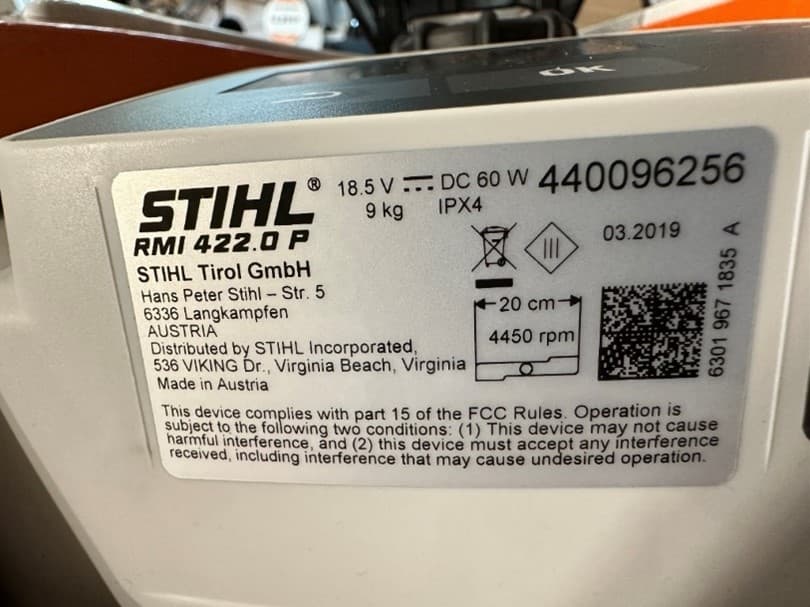 OK
STIHL®
RMI 422.0 P
18.5 V DC 60 W
9 kg IPX4
440096256
03.2019
STIHL Tirol GmbH
Hans Peter Stihl – Str. 5
6336 Langkampfen
AUSTRIA
Distributed by STIHL Incorporated,
536 VIKING Dr., Virginia Beach, Virginia
Made in Austria
III
20 cm
4450 rpm
6301 967 1835 A
This device complies with part 15 of the FCC Rules. Operation is
subject to the following two conditions: (1) This device may not cause
harmful interference, and (2) this device must accept any interference
received, including interference that may cause undesired operation.